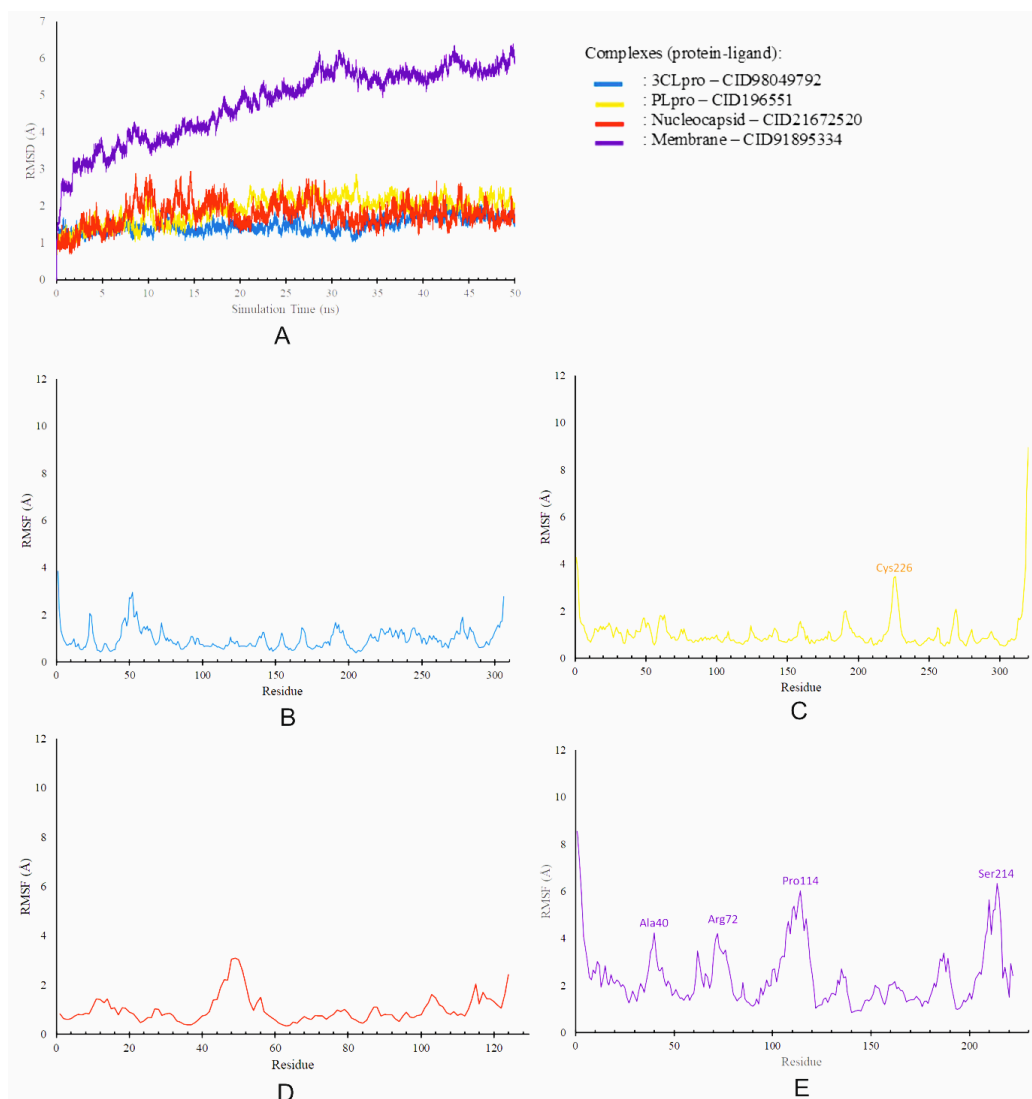 7
6
5
4
3
2
1
0
RMSD (Å)
0 5 10 15 20 25 30 35 40 45 50
Simulation Time (ns)
A
Complexes (protein-ligand):
: 3CLpro – CID98049792
: PLpro – CID196551
: Nucleocapsid – CID21672520
: Membrane – CID91895334
12
10
8
6
4
2
0
RMSF (Å)
0 50 100 150 200 250 300
Residue
B
12
10
8
6
4
2
0
RMSF (Å)
Cys226
0 50 100 150 200 250 300
Residue
C
12
10
8
6
4
2
0
RMSF (Å)
0 20 40 60 80 100 120
Residue
D
12
10
8
6
4
2
0
RMSF (Å)
Ala40
Arg72
Pro114
Ser214
0 50 100 150 200
Residue
E